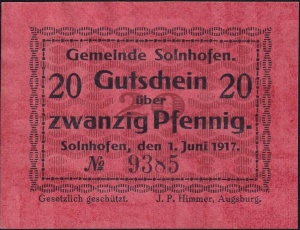 Gemeinde Solnhofen.
20 Gutschein 20
über
zwanzig Pfennig.
Solnhofen, den 1. Juni 1917.
№ 9385
Gesetzlich geschützt. J. P. Himmer, Augsburg.